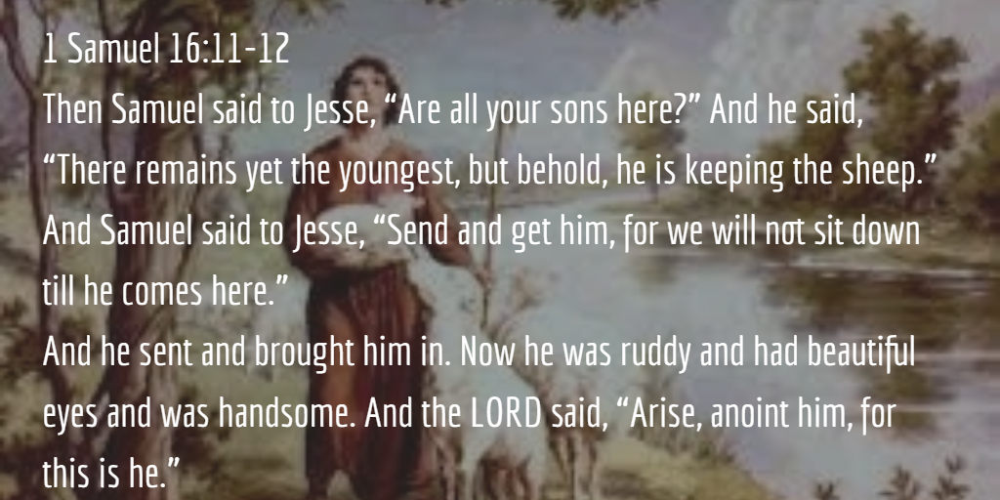 1 Samuel 16:11-12
Then Samuel said to Jesse, “Are all your sons here?” And he said,
“There remains yet the youngest, but behold, he is keeping the sheep.”
And Samuel said to Jesse, “Send and get him, for we will not sit down
till he comes here.”
And he sent and brought him in. Now he was ruddy and had beautiful
eyes and was handsome. And the LORD said, “Arise, anoint him, for
this is he.”